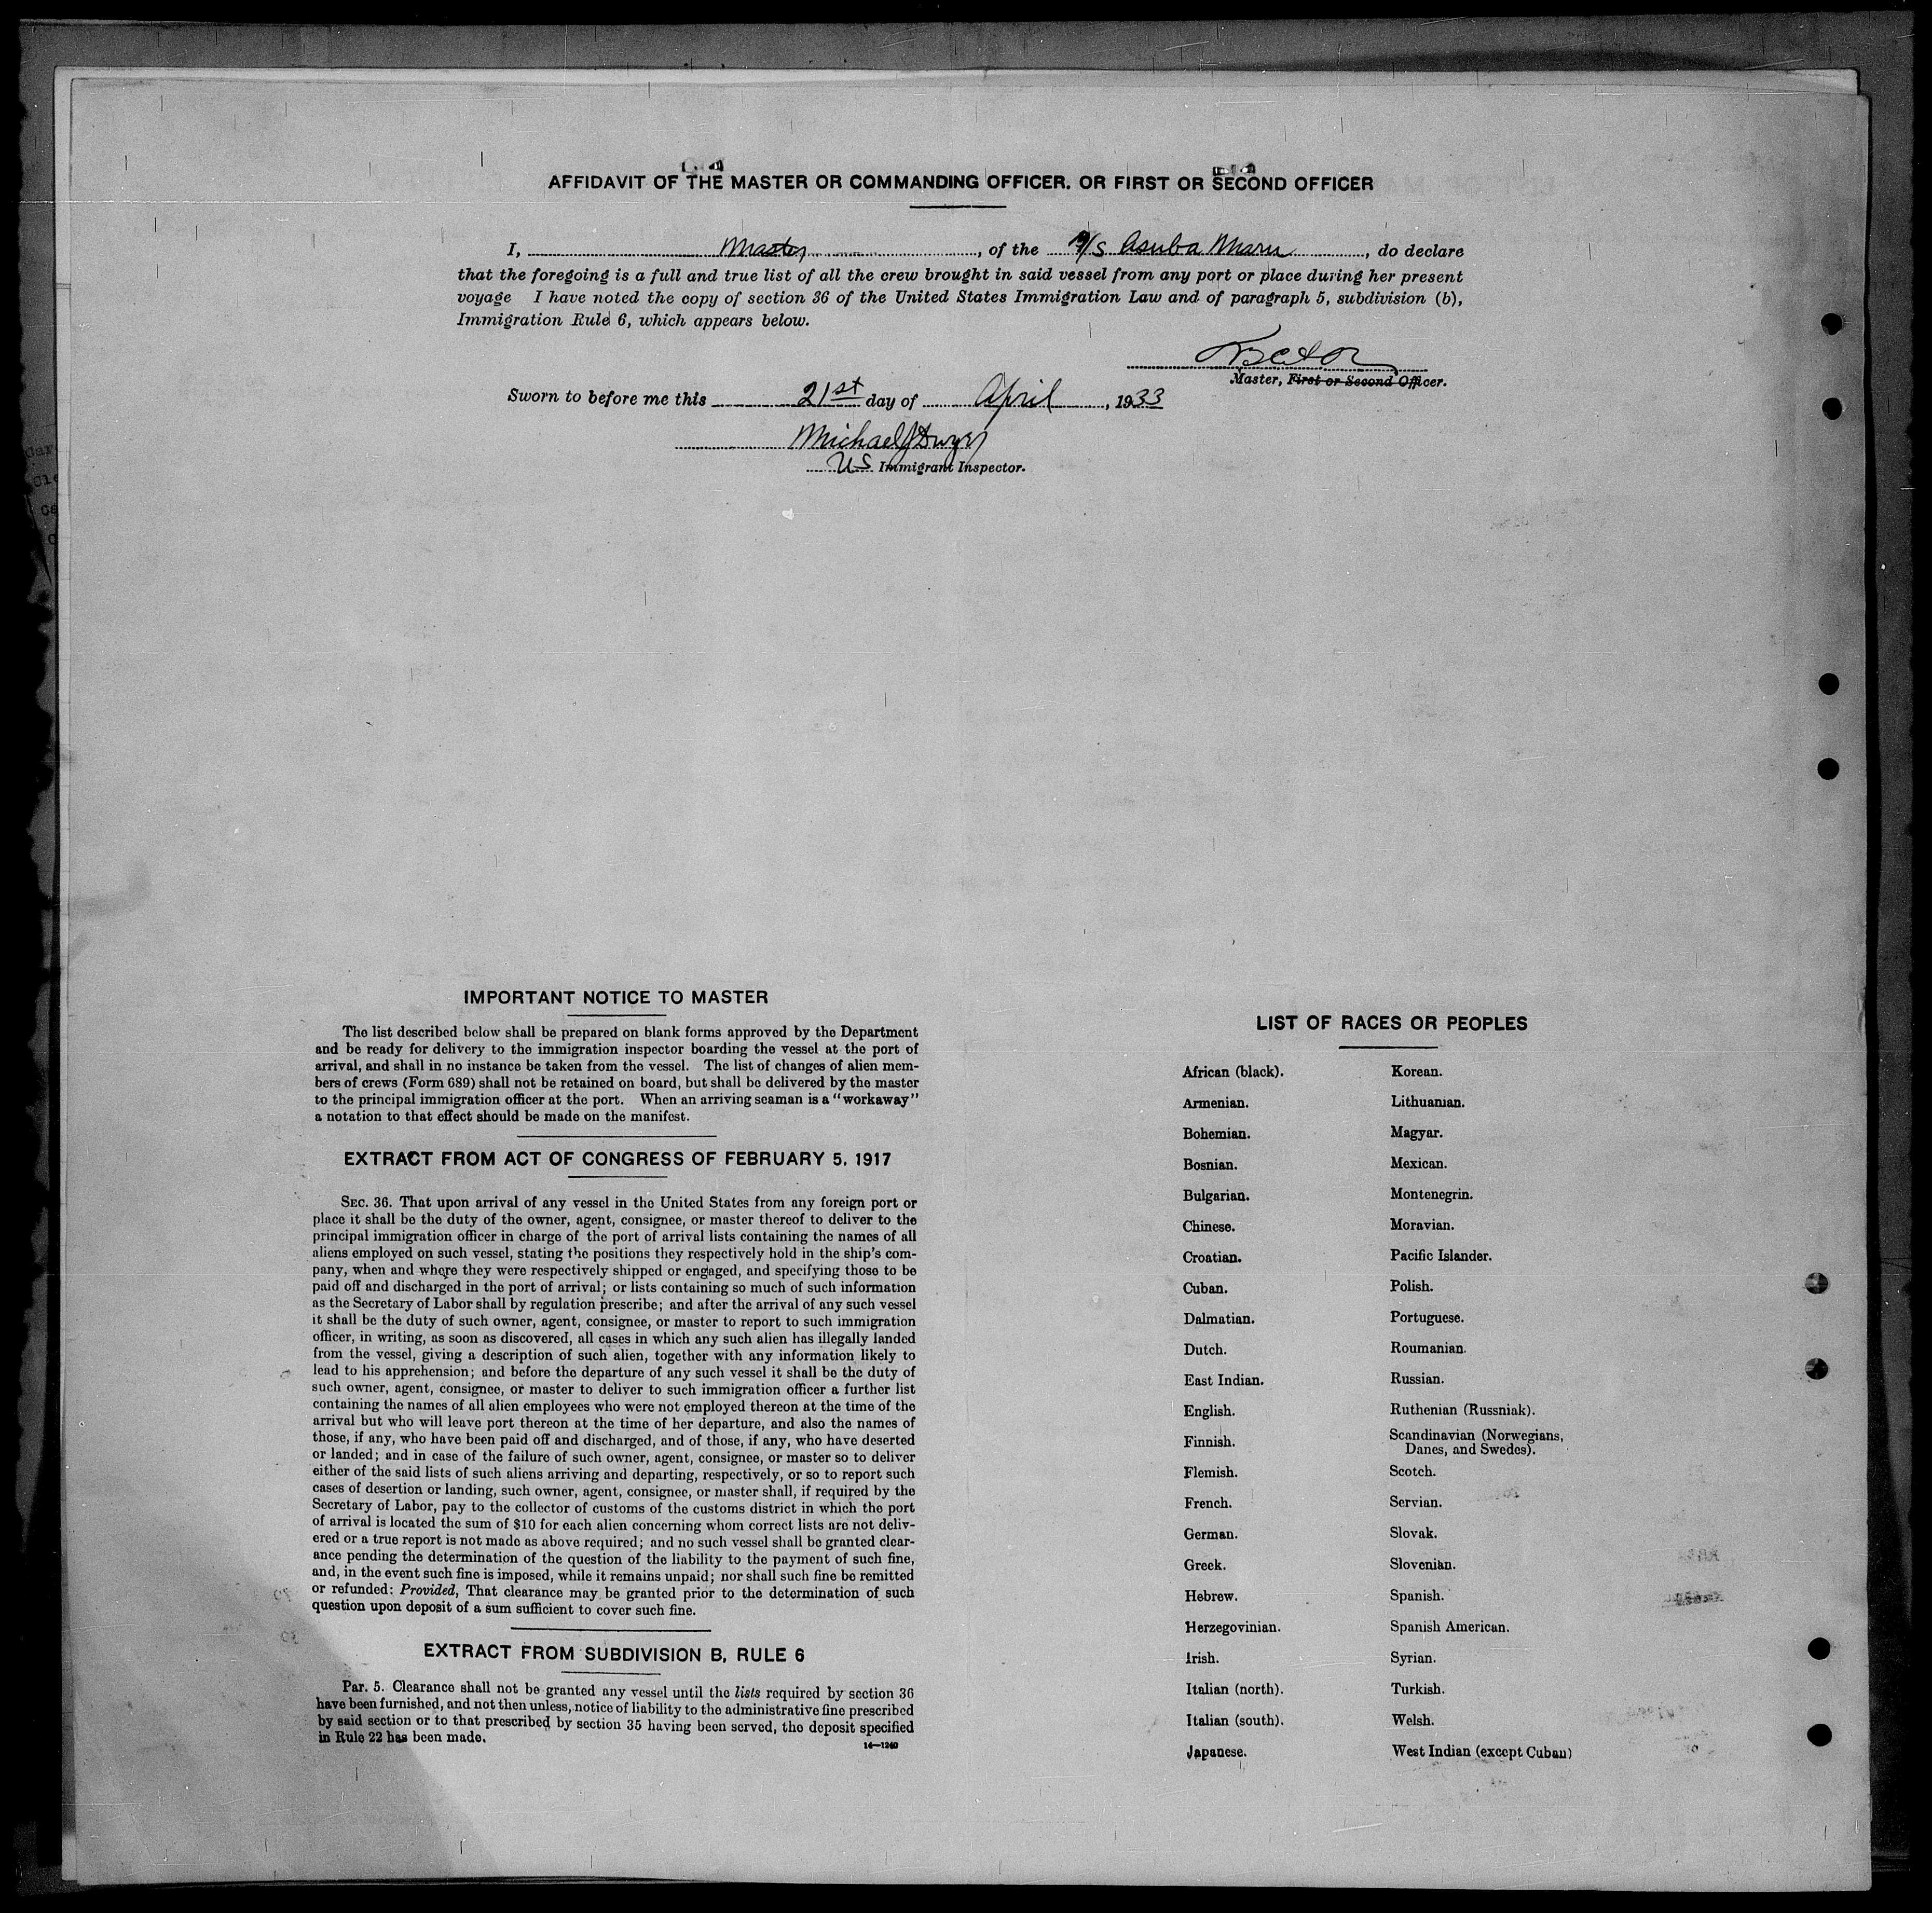 AFFIDAVIT OF THE MASTER OR COMMANDING OFFICER. OR FIRST OR SECOND OFFICER
I, Master, of the M/S Asuba Maru, do declare
that the foregoing is a full and true list of all the crew brought in said vessel from any port or place during her present
voyage I have noted the copy of section 36 of the United States Immigration Law and of paragraph 5, subdivision (b),
Immigration Rule 6, which appears below.
Master, First or Second Officer.
Sworn to before me this 21st day of April, 1933
Michael J Dwyer
US Immigrant Inspector.
IMPORTANT NOTICE TO MASTER
The list described below shall be prepared on blank forms approved by the Department
and be ready for delivery to the immigration inspector boarding the vessel at the port of
arrival, and shall in no instance be taken from the vessel. The list of changes of alien mem-
bers of crews (Form 689) shall not be retained on board, but shall be delivered by the master
to the principal immigration officer at the port. When an arriving seaman is a "workaway"
a notation to that effect should be made on the manifest.
EXTRACT FROM ACT OF CONGRESS OF FEBRUARY 5, 1917
SEC. 36. That upon arrival of any vessel in the United States from any foreign port or
place it shall be the duty of the owner, agent, consignee, or master thereof to deliver to the
principal immigration officer in charge of the port of arrival lists containing the names of all
aliens employed on such vessel, stating the positions they respectively hold in the ship's com-
pany, when and where they were respectively shipped or engaged, and specifying those to be
paid off and discharged in the port of arrival; or lists containing so much of such information
as the Secretary of Labor shall by regulation prescribe; and after the arrival of any such vessel
it shall be the duty of such owner, agent, consignee, or master to report to such immigration
officer, in writing, as soon as discovered, all cases in which any such alien has illegally landed
from the vessel, giving a description of such alien, together with any information likely to
lead to his apprehension; and before the departure of any such vessel it shall be the duty of
such owner, agent, consignee, or master to deliver to such immigration officer a further list
containing the names of all alien employees who were not employed thereon at the time of the
arrival but who will leave port thereon at the time of her departure, and also the names of
those, if any, who have been paid off and discharged, and of those, if any, who have deserted
or landed; and in case of the failure of such owner, agent, consignee, or master so to deliver
either of the said lists of such aliens arriving and departing, respectively, or so to report such
cases of desertion or landing, such owner, agent, consignee, or master shall, if required by the
Secretary of Labor, pay to the collector of customs of the customs district in which the port
of arrival is located the sum of $10 for each alien concerning whom correct lists are not deliv-
ered or a true report is not made as above required; and no such vessel shall be granted clear-
ance pending the determination of the question of the liability to the payment of such fine,
and, in the event such fine is imposed, while it remains unpaid; nor shall such fine be remitted
or refunded: Provided, That clearance may be granted prior to the determination of such
question upon deposit of a sum sufficient to cover such fine.
EXTRACT FROM SUBDIVISION B, RULE 6
Par. 5. Clearance shall not be granted any vessel until the lists required by section 36
have been furnished, and not then unless, notice of liability to the administrative fine prescribed
by said section or to that prescribed by section 35 having been served, the deposit specified
in Rule 22 has been made.
14—1240
LIST OF RACES OR PEOPLES
African (black).
Armenian.
Bohemian.
Bosnian.
Bulgarian.
Chinese.
Croatian.
Cuban.
Dalmatian.
Dutch.
East Indian.
English.
Finnish.
Flemish.
French.
German.
Greek.
Hebrew.
Herzegovinian.
Irish.
Italian (north).
Italian (south).
Japanese.
Korean.
Lithuanian.
Magyar.
Mexican.
Montenegrin.
Moravian.
Pacific Islander.
Polish.
Portuguese.
Roumanian.
Russian.
Ruthenian (Russniak).
Scandinavian (Norwegians,
Danes, and Swedes).
Scotch.
Servian.
Slovak.
Slovenian.
Spanish.
Spanish American.
Syrian.
Turkish.
Welsh.
West Indian (except Cuban)